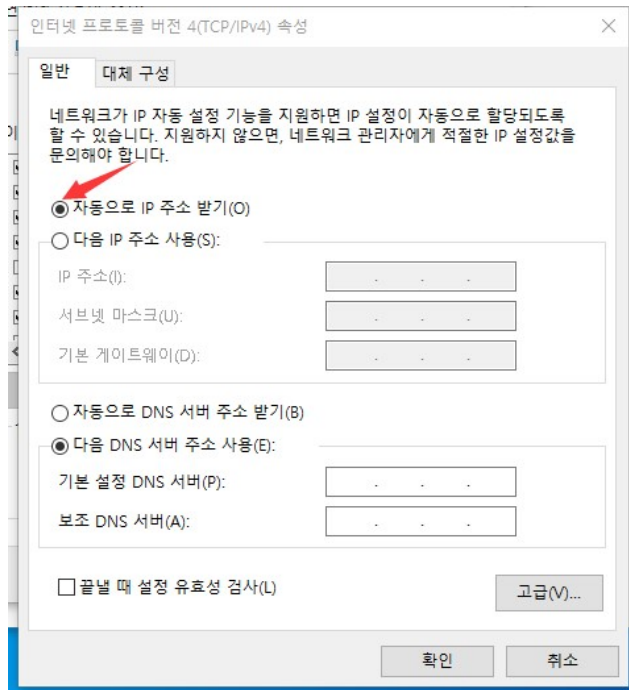 인터넷 프로토콜 버전 4(TCP/IPv4) 속성
일반
대체 구성
네트워크가 IP 자동 설정 기능을 지원하면 IP 설정이 자동으로 할당되도록
할 수 있습니다. 지원하지 않으면, 네트워크 관리자에게 적절한 IP 설정값을
문의해야 합니다.
자동으로 IP 주소 받기(O)
다음 IP 주소 사용(S):
IP 주소(I):
서브넷 마스크(U):
기본 게이트웨이(D):
자동으로 DNS 서버 주소 받기(B)
다음 DNS 서버 주소 사용(E):
기본 설정 DNS 서버(P):
보조 DNS 서버(A):
끝낼 때 설정 유효성 검사(L)
고급(V)...
확인
취소